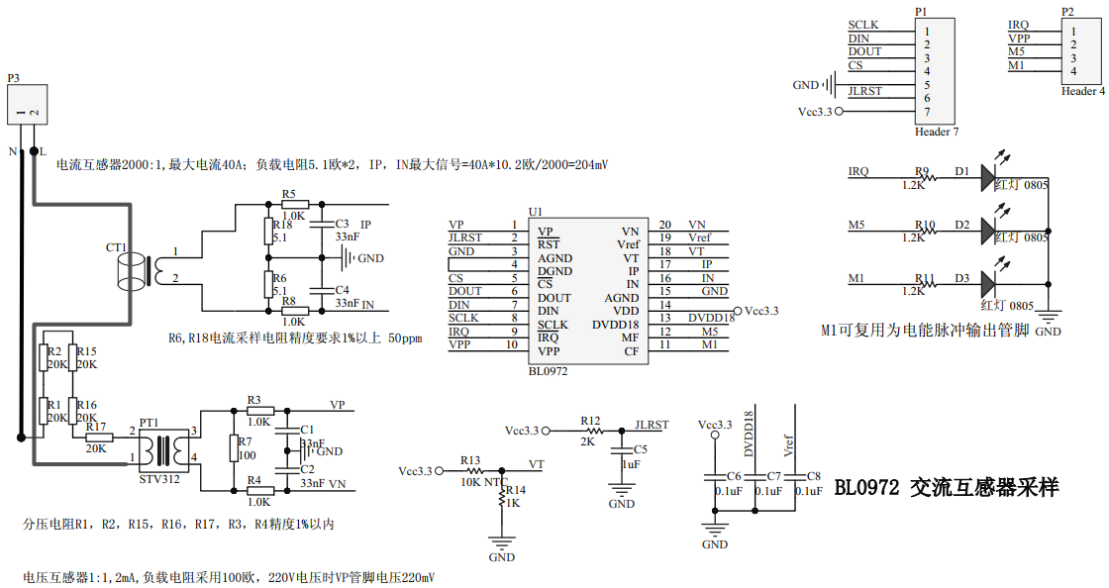 P3
1
2
N
L
电流互感器2000:1,最大电流40A; 负载电阻5.1欧*2, IP, IN最大信号=40A*10.2欧/2000=204mV
CT1
1
2
R5
1.0K
R18
5.1
C3
33nF
IP
GND
R6
5.1
C4
33nF
IN
R8
1.0K
R6,R18电流采样电阻精度要求1%以上 50ppm
R2
20K
R15
20K
R1
20K
R16
20K
R17
20K
PT1
2
3
1
4
STV312
R3
1.0K
VP
R7
100
C1
33nF
GND
C2
33nF
VN
R4
1.0K
分压电阻R1, R2, R15, R16, R17, R3, R4精度1%以内
电压互感器1:1,2mA,负载电阻采用100欧, 220V电压时VP管脚电压220mV
U1
VP 1 VP VN 20 VN
JLRST 2 RST Vref 19 Vref
GND 3 AGND VT 18 VT
4 DGND IP 17 IP
CS 5 CS IN 16 IN
DOUT 6 DOUT AGND 15 GND
DIN 7 DIN VDD 14 Vcc3.3
SCLK 8 SCLK DVDD18 13 DVDD18
IRQ 9 IRQ MF 12 M5
VPP 10 VPP CF 11 M1
BL0972
P1
SCLK 1
DIN 2
DOUT 3
CS 4
GND 5
JLRST 6
Vcc3.3 7
Header 7
P2
IRQ 1
VPP 2
M5 3
M1 4
Header 4
IRQ R9 D1
1.2K 红灯 0805
M5 R10 D2
1.2K 红灯 0805
M1 R11 D3
1.2K 红灯 0805
M1可复用为电能脉冲输出管脚 GND
Vcc3.3 R12 JLRST
2K
C5
1uF
GND
Vcc3.3 R13 VT
10K NTC
R14
1K
GND
Vcc3.3
DVDD18
Vref
C6
0.1uF
C7
0.1uF
C8
0.1uF
GND
BL0972 交流互感器采样